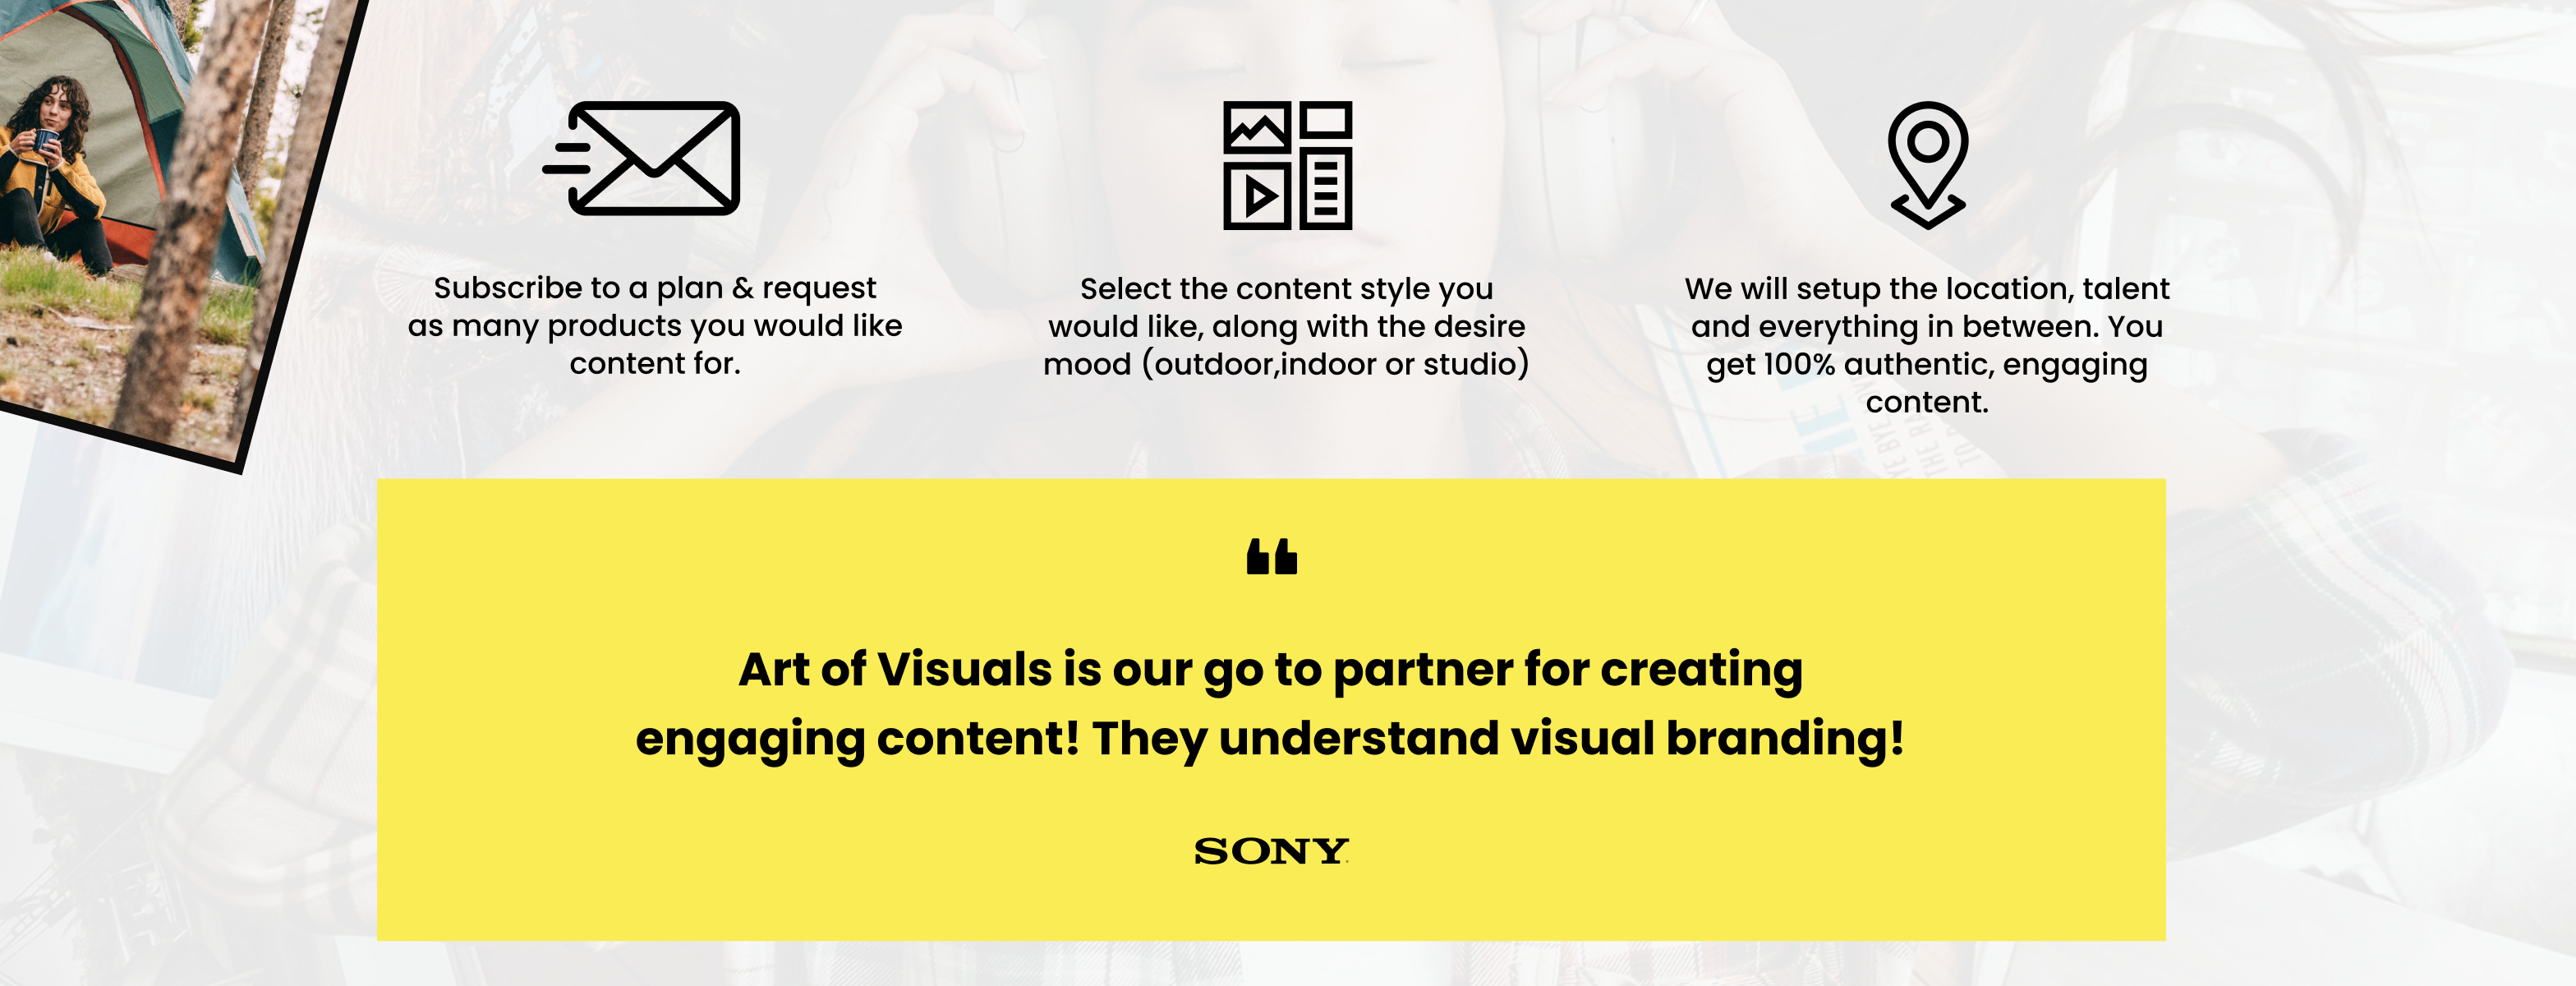 Subscribe to a plan & request
as many products you would like
content for.
Select the content style you
would like, along with the desire
mood (outdoor,indoor or studio)
We will setup the location, talent
and everything in between. You
get 100% authentic, engaging
content.
❝
Art of Visuals is our go to partner for creating
engaging content! They understand visual branding!
SONY